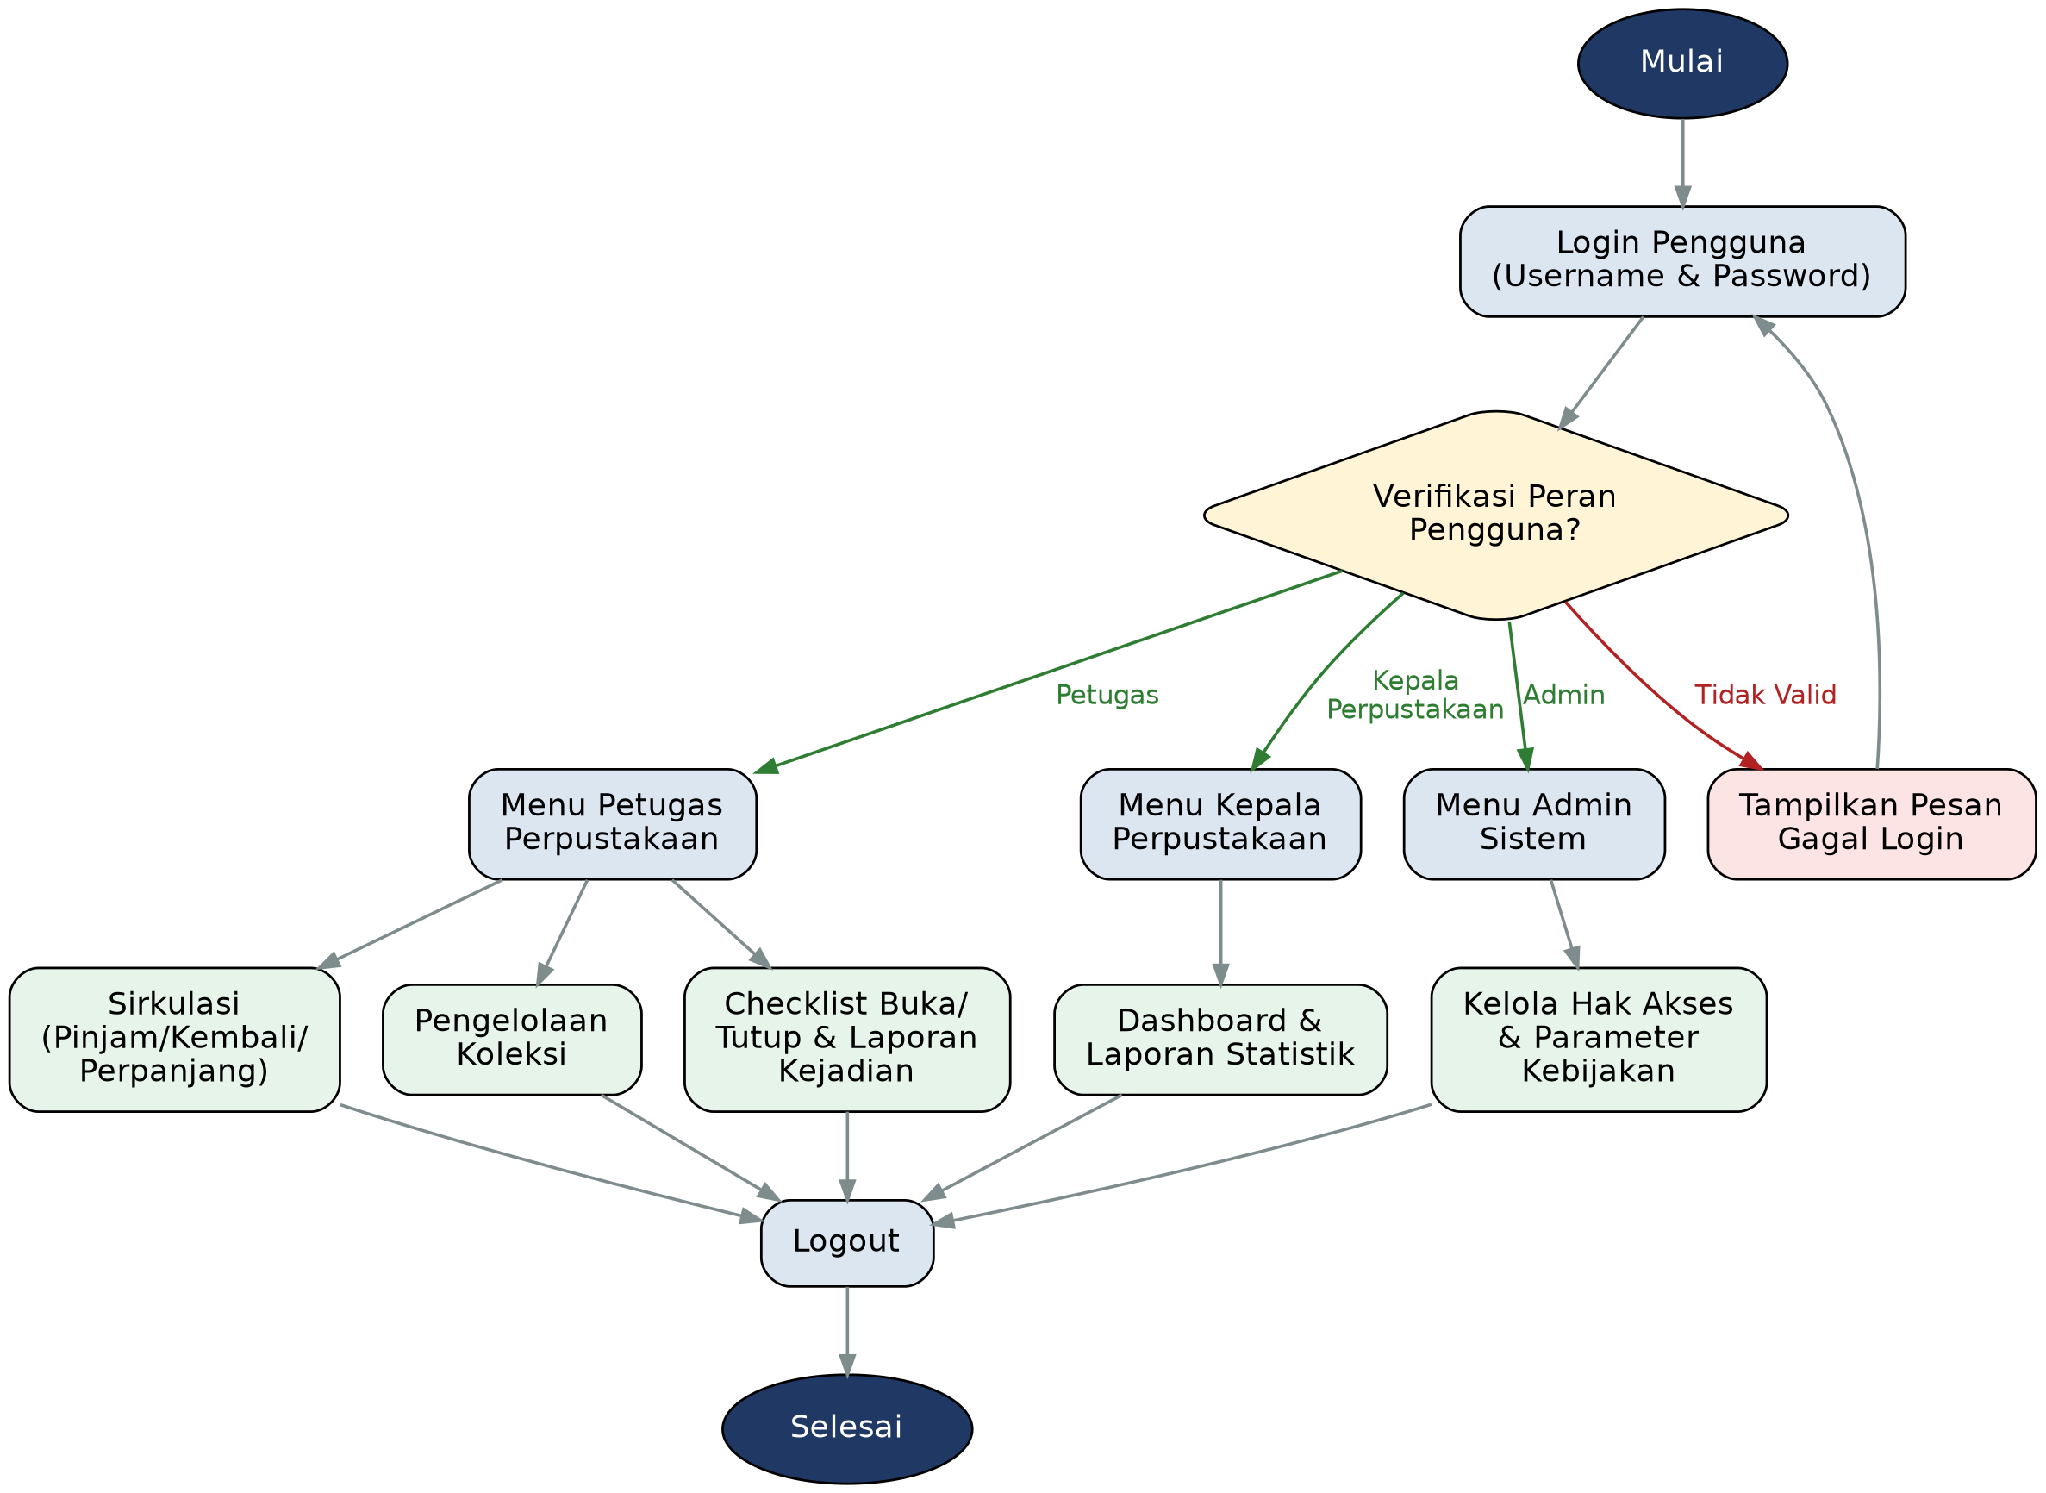 Mulai
Login Pengguna
(Username & Password)
Verifikasi Peran
Pengguna?
Petugas
Kepala
Perpustakaan
Admin
Tidak Valid
Menu Petugas
Perpustakaan
Menu Kepala
Perpustakaan
Menu Admin
Sistem
Tampilkan Pesan
Gagal Login
Sirkulasi
(Pinjam/Kembali/
Perpanjang)
Pengelolaan
Koleksi
Checklist Buka/
Tutup & Laporan
Kejadian
Dashboard &
Laporan Statistik
Kelola Hak Akses
& Parameter
Kebijakan
Logout
Selesai